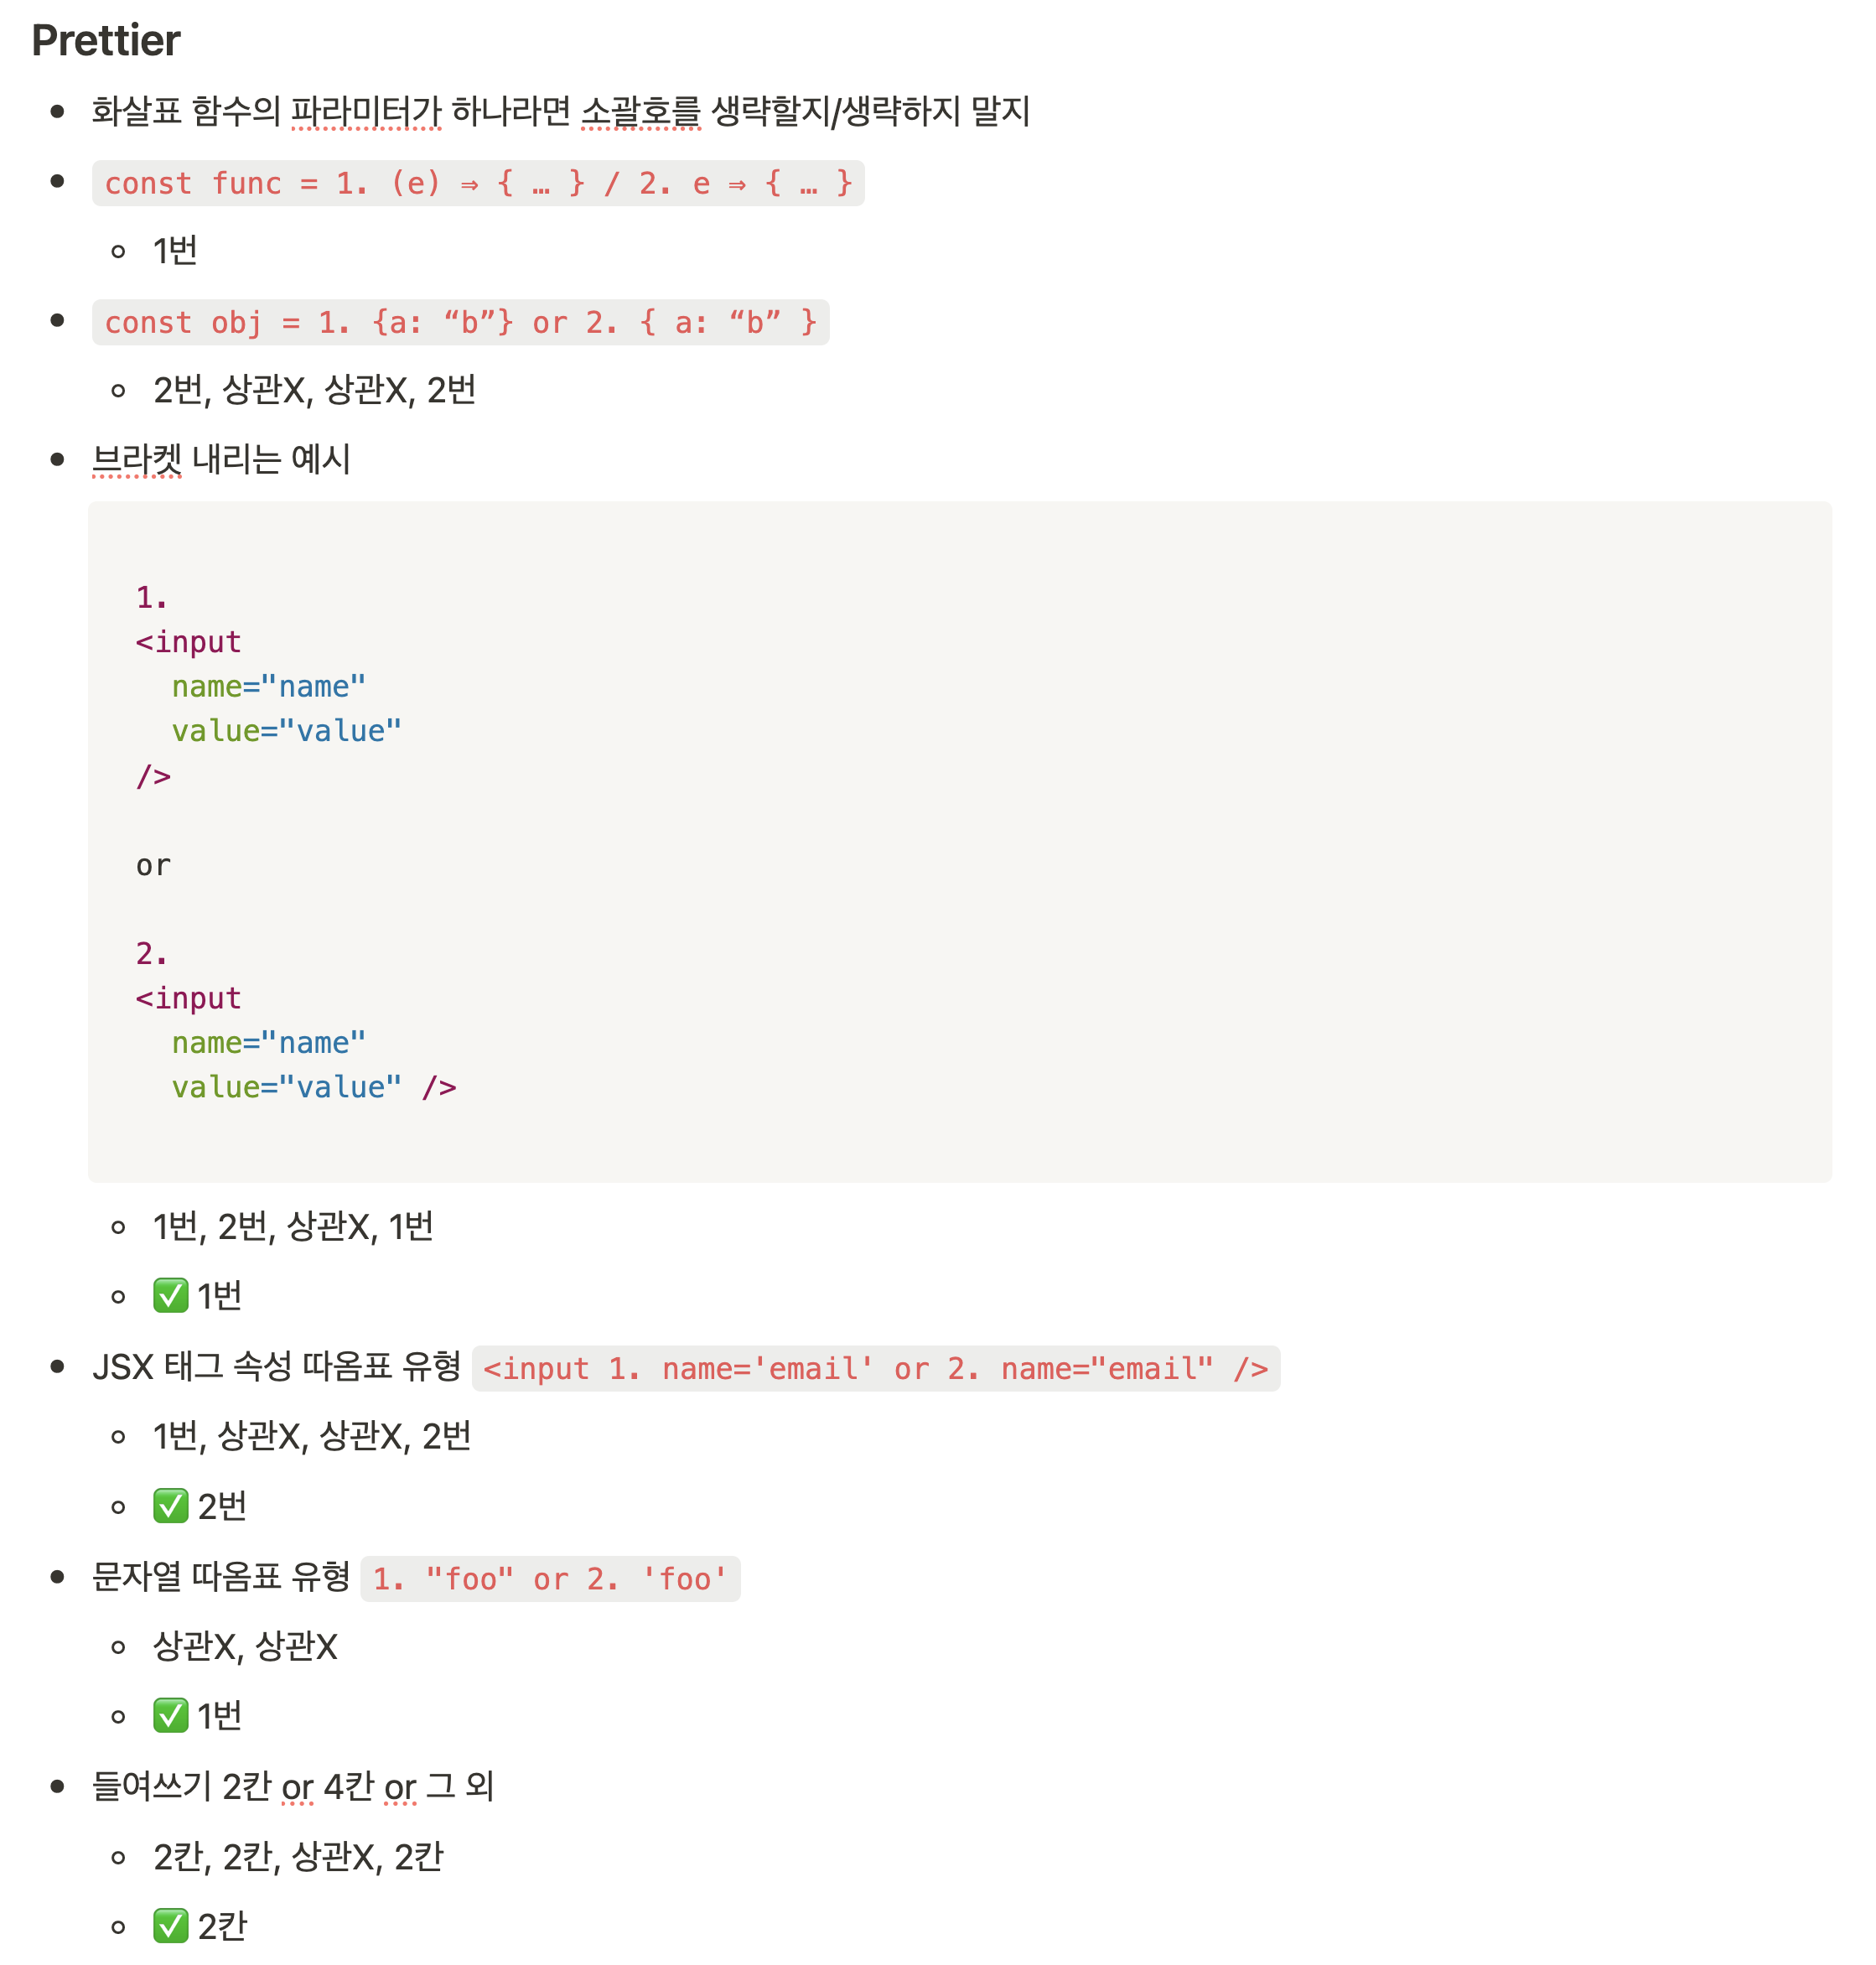 Prettier
화살표 함수의 파라미터가 하나라면 소괄호를 생략할지/생략하지 말지
const func = 1. (e) ⇒ { … } / 2. e ⇒ { … }
1번
const obj = 1. {a: “b”} or 2. { a: “b” }
2번, 상관X, 상관X, 2번
브라켓 내리는 예시
1.
<input
  name="name"
  value="value"
/>
or
2.
<input
  name="name"
  value="value" />
1번, 2번, 상관X, 1번
✅ 1번
JSX 태그 속성 따옴표 유형 <input 1. name='email' or 2. name="email" />
1번, 상관X, 상관X, 2번
✅ 2번
문자열 따옴표 유형 1. "foo" or 2. 'foo'
상관X, 상관X
✅ 1번
들여쓰기 2칸 or 4칸 or 그 외
2칸, 2칸, 상관X, 2칸
✅ 2칸